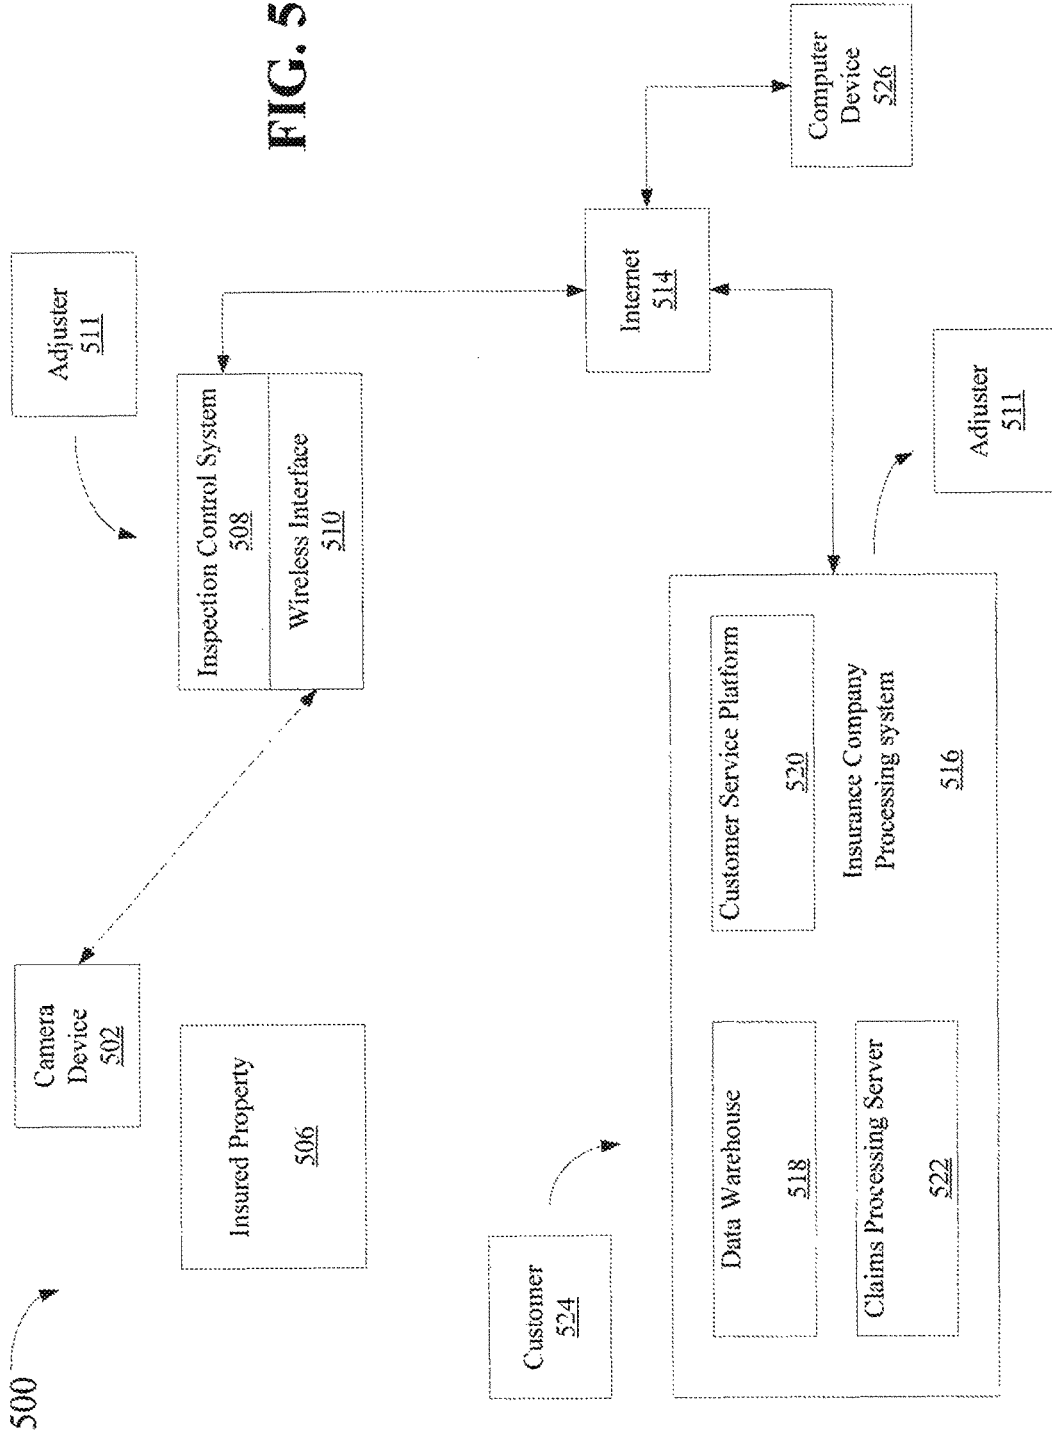 500
Camera
Device
502
Insured Property
506
Adjuster
511
Inspection Control System
508
Wireless Interface
510
FIG. 5
Customer
524
Internet
514
Computer
Device
526
Data Warehouse
518
Customer Service Platform
520
Claims Processing Server
522
Insurance Company
Processing system
516
Adjuster
511